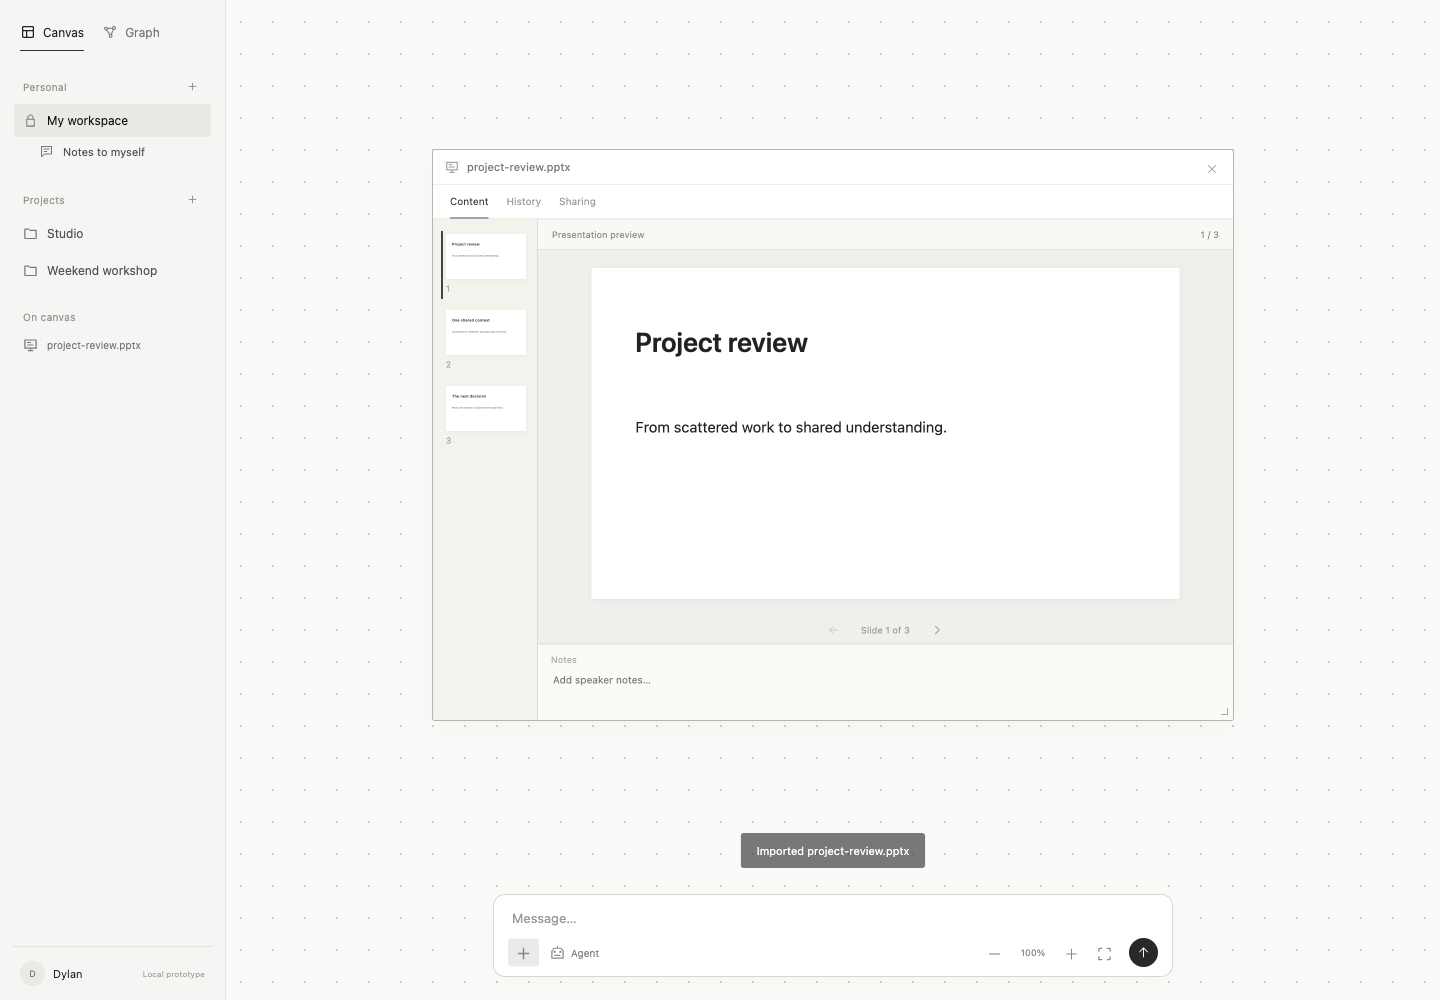 Canvas
Graph
Personal
My workspace
Notes to myself
Projects
Studio
Weekend workshop
On canvas
project-review.pptx
D
Dylan
Local prototype
project-review.pptx
Content
History
Sharing
Project review
1
One shared context
2
The next decision
3
Presentation preview
1 / 3
Project review
From scattered work to shared understanding.
Slide 1 of 3
Notes
Add speaker notes...
Imported project-review.pptx
Message...
Agent
100%